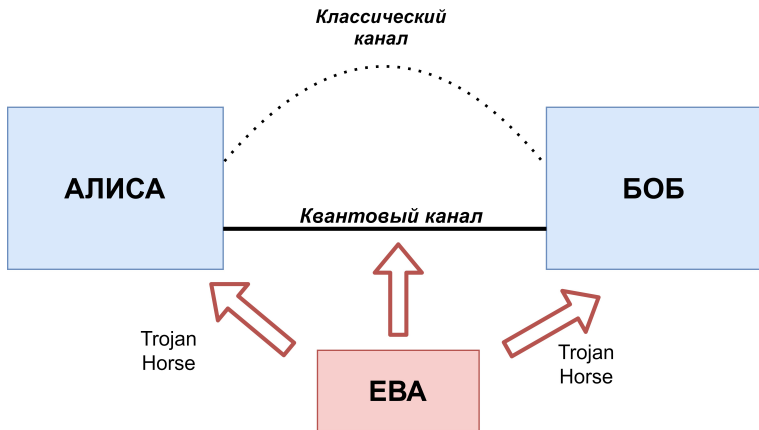 Классический
канал
АЛИСА
БОБ
Квантовый канал
Trojan
Horse
Trojan
Horse
ЕВА